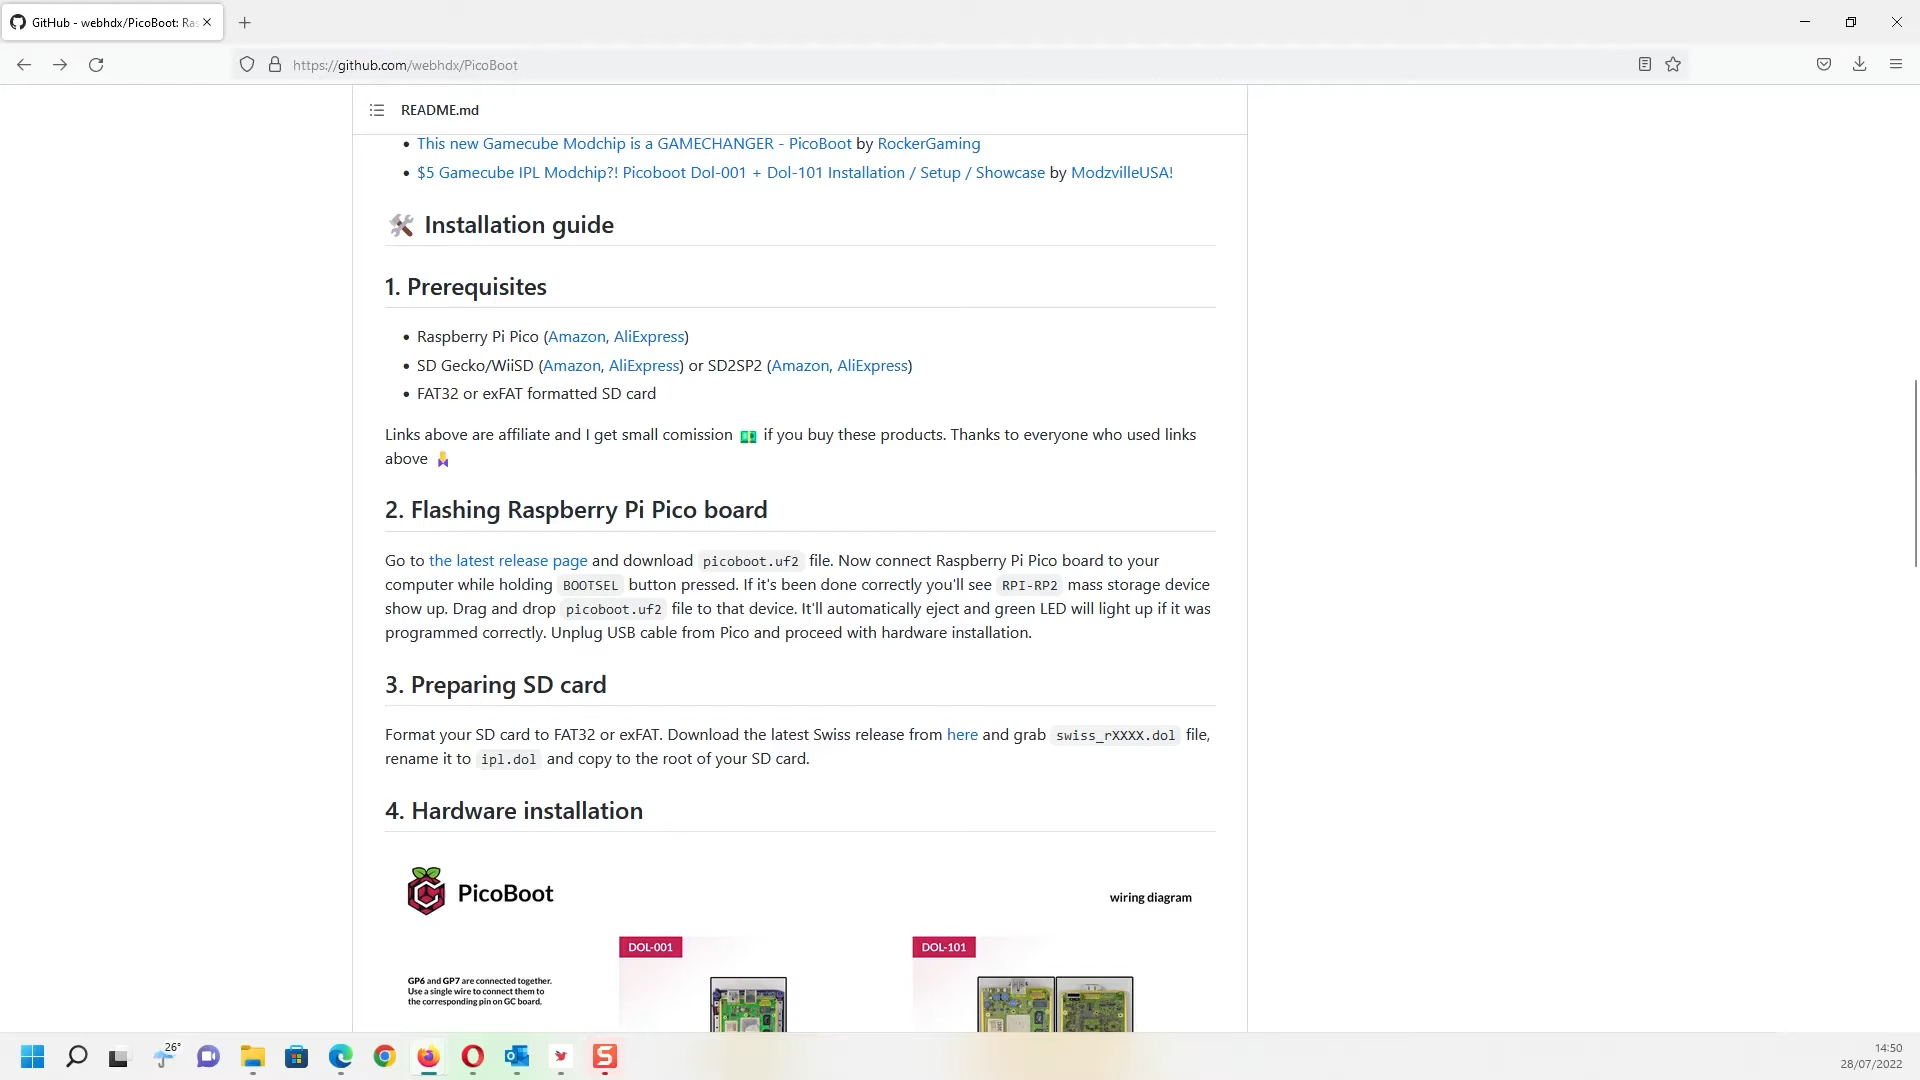 GitHub - webhdx/PicoBoot: Ras
https://github.com/webhdx/PicoBoot
README.md
This new Gamecube Modchip is a GAMECHANGER - PicoBoot by RockerGaming
$5 Gamecube IPL Modchip?! Picoboot Dol-001 + Dol-101 Installation / Setup / Showcase by ModzvilleUSA!
Installation guide
1. Prerequisites
Raspberry Pi Pico (Amazon, AliExpress)
SD Gecko/WiiSD (Amazon, AliExpress) or SD2SP2 (Amazon, AliExpress)
FAT32 or exFAT formatted SD card
Links above are affiliate and I get small comission if you buy these products. Thanks to everyone who used links
above
2. Flashing Raspberry Pi Pico board
Go to the latest release page and download picoboot.uf2 file. Now connect Raspberry Pi Pico board to your
computer while holding BOOTSEL button pressed. If it's been done correctly you'll see RPI-RP2 mass storage device
show up. Drag and drop picoboot.uf2 file to that device. It'll automatically eject and green LED will light up if it was
programmed correctly. Unplug USB cable from Pico and proceed with hardware installation.
3. Preparing SD card
Format your SD card to FAT32 or exFAT. Download the latest Swiss release from here and grab swiss_rXXXX.dol file,
rename it to ipl.dol and copy to the root of your SD card.
4. Hardware installation
PicoBoot
wiring diagram
DOL-001
DOL-101
GP6 and GP7 are connected together.
Use a single wire to connect them to
the corresponding pin on GC board.
26°
14:50
28/07/2022